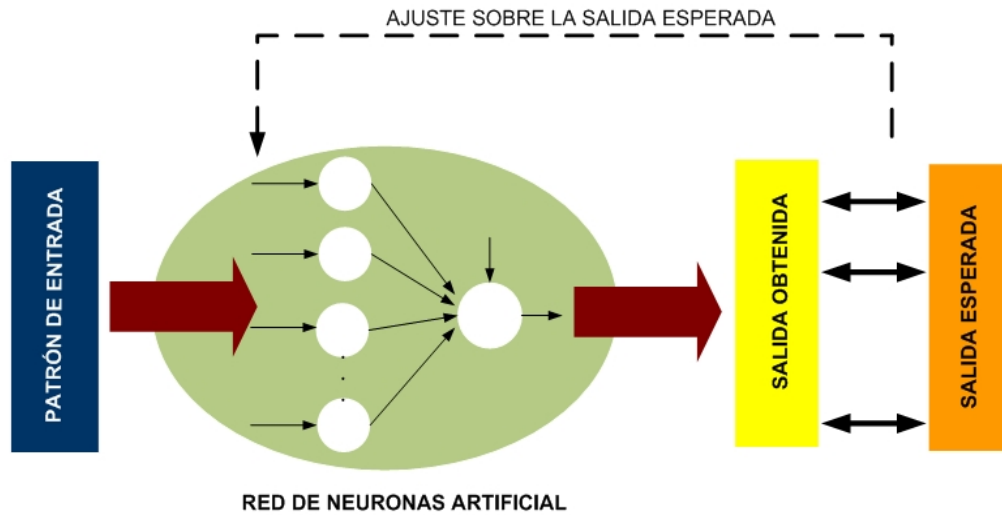 AJUSTE SOBRE LA SALIDA ESPERADA
PATRÓN DE ENTRADA
SALIDA OBTENIDA
SALIDA ESPERADA
RED DE NEURONAS ARTIFICIAL